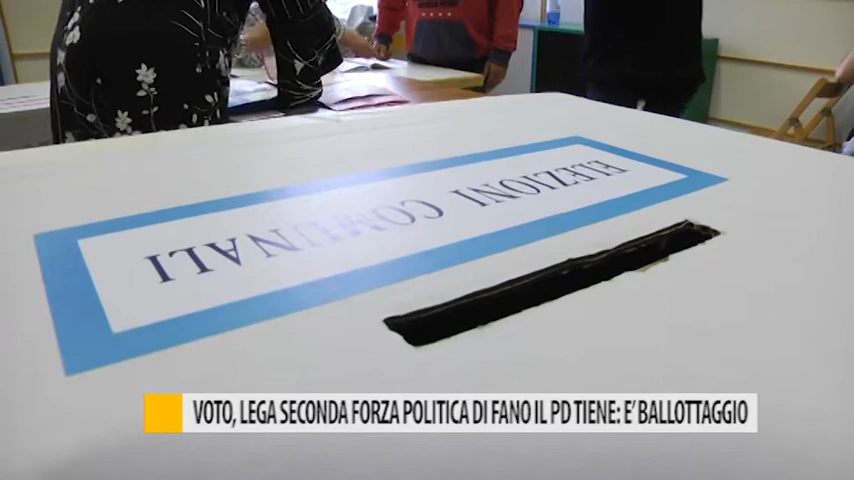 ELEZIONI COMUNALI
VOTO, LEGA SECONDA FORZA POLITICA DI FANO IL PD TIENE: E' BALLOTTAGGIO